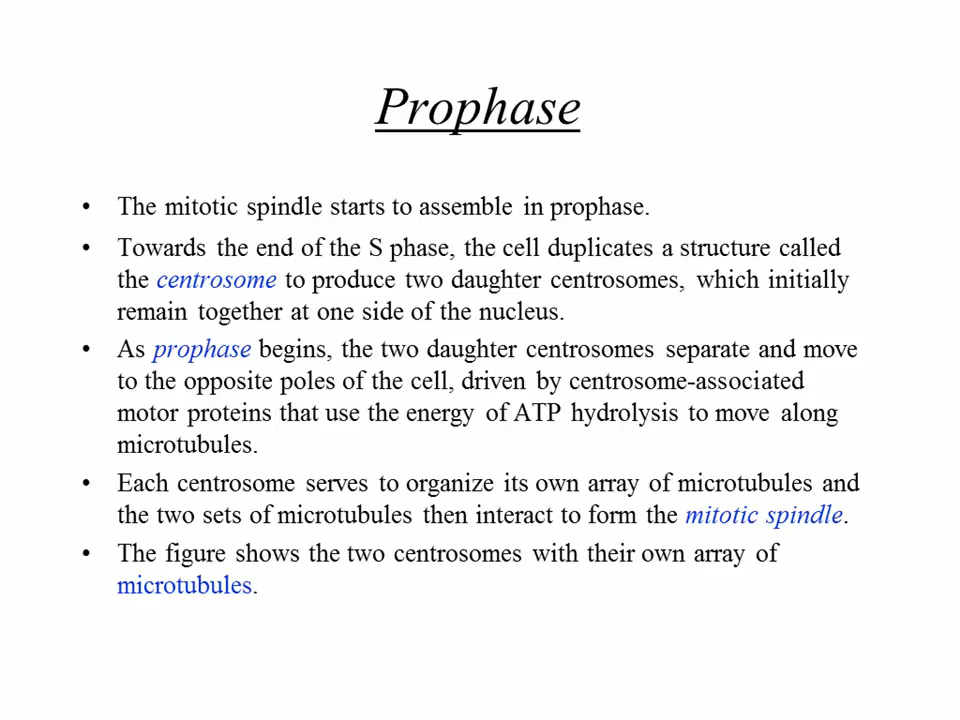 Prophase
• The mitotic spindle starts to assemble in prophase.
• Towards the end of the S phase, the cell duplicates a structure called
the centrosome to produce two daughter centrosomes, which initially
remain together at one side of the nucleus.
• As prophase begins, the two daughter centrosomes separate and move
to the opposite poles of the cell, driven by centrosome-associated
motor proteins that use the energy of ATP hydrolysis to move along
microtubules.
• Each centrosome serves to organize its own array of microtubules and
the two sets of microtubules then interact to form the mitotic spindle.
• The figure shows the two centrosomes with their own array of
microtubules.